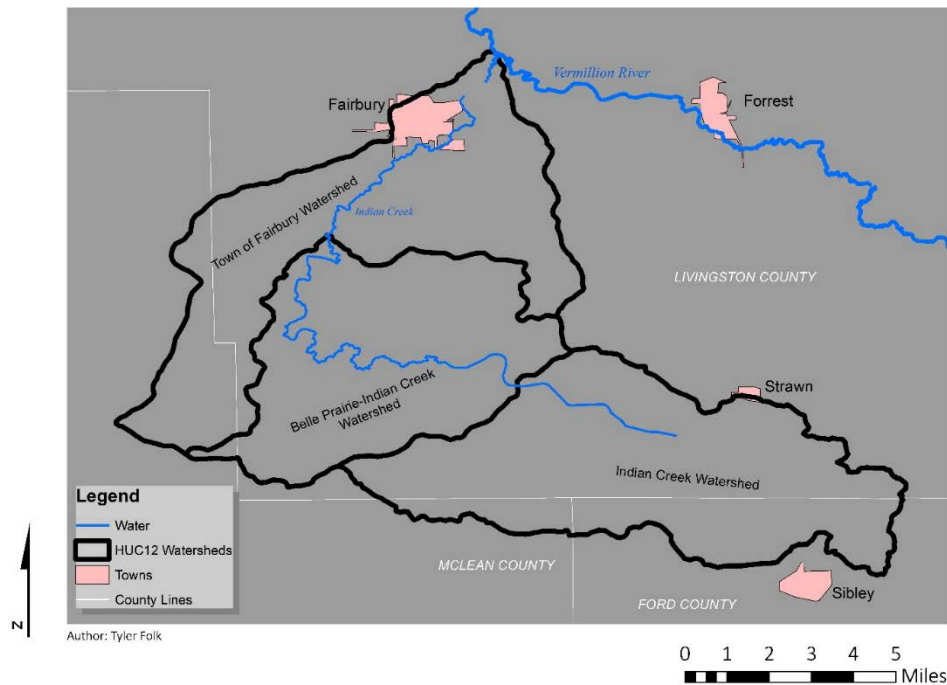 Vermillion River
Fairbury
Forrest
Town of Fairbury Watershed
Indian Creek
LIVINGSTON COUNTY
Strawn
Belle Prairie-Indian Creek
Watershed
Indian Creek Watershed
Legend
Water
HUC12 Watersheds
Towns
County Lines
MCLEAN COUNTY
FORD COUNTY
Sibley
N
Author: Tyler Folk
0 1 2 3 4 5
Miles